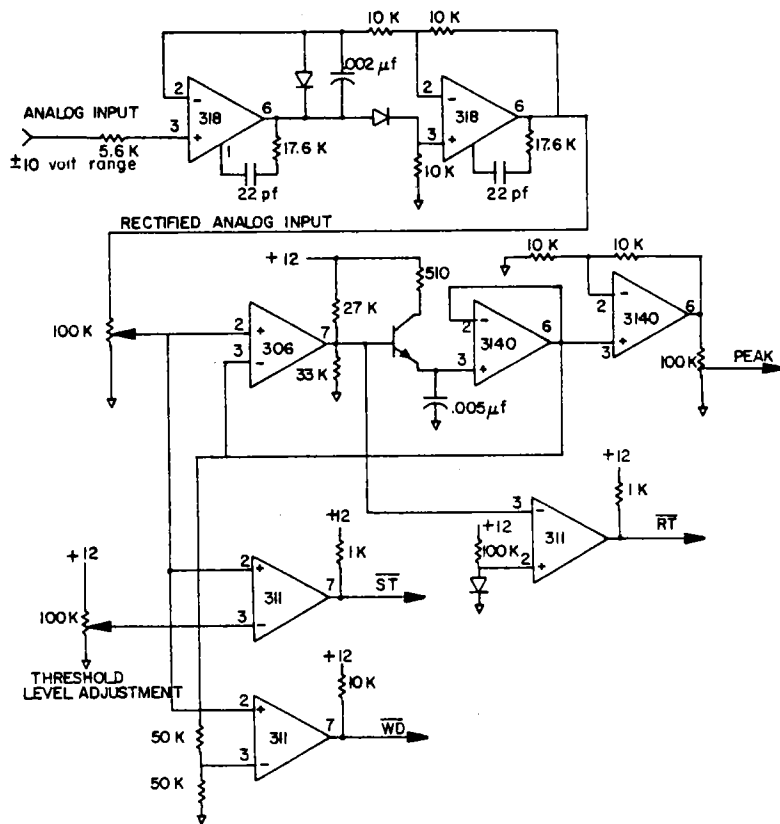 10 K
10 K
.002 µf
2
-
318
6
ANALOG INPUT
3
+
5.6 K
±10 volt range
1
17.6 K
22 pf
2
-
318
6
3
+
10 K
17.6 K
22 pf
RECTIFIED ANALOG INPUT
+12
510
10 K
10 K
27 K
100 K
2
+
306
7
3
-
33 K
2
-
3140
6
3
+
.005 µf
2
-
3140
6
3
+
100 K
PEAK
+12
1 K
3
-
311
2
+
RT
+12
100 K
+12
1 K
2
+
311
7
3
-
ST
+12
100 K
THRESHOLD
LEVEL ADJUSTMENT
+12
10 K
2
+
311
7
3
-
WD
50 K
50 K